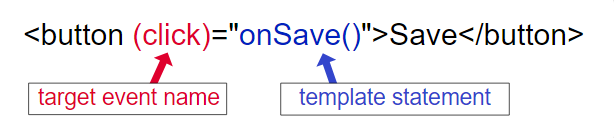 <button (click)="onSave()">Save</button>
target event name
template statement